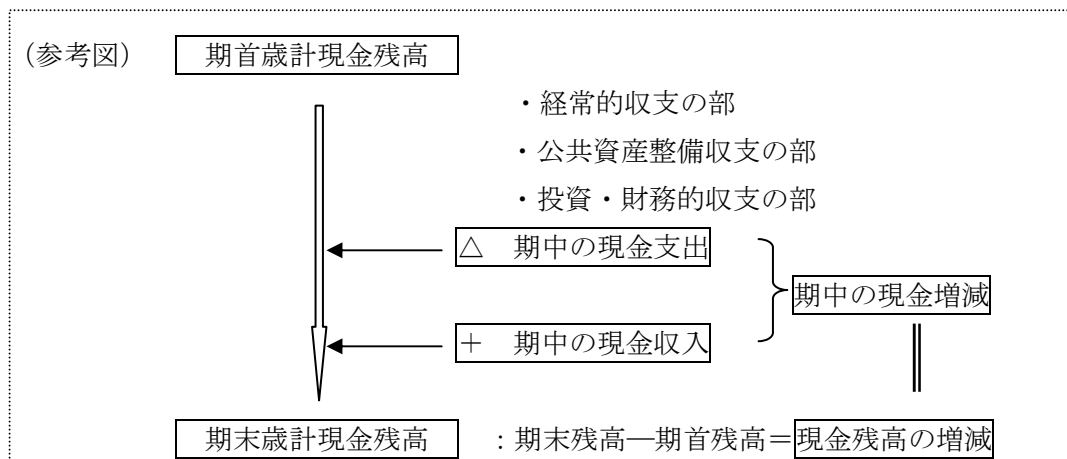 (参考図) 期首歳計現金残高
・経常的収支の部
・公共資産整備収支の部
・投資・財務的収支の部
△ 期中の現金支出
期中の現金増減
＋ 期中の現金収入
期末歳計現金残高 :期末残高―期首残高＝現金残高の増減